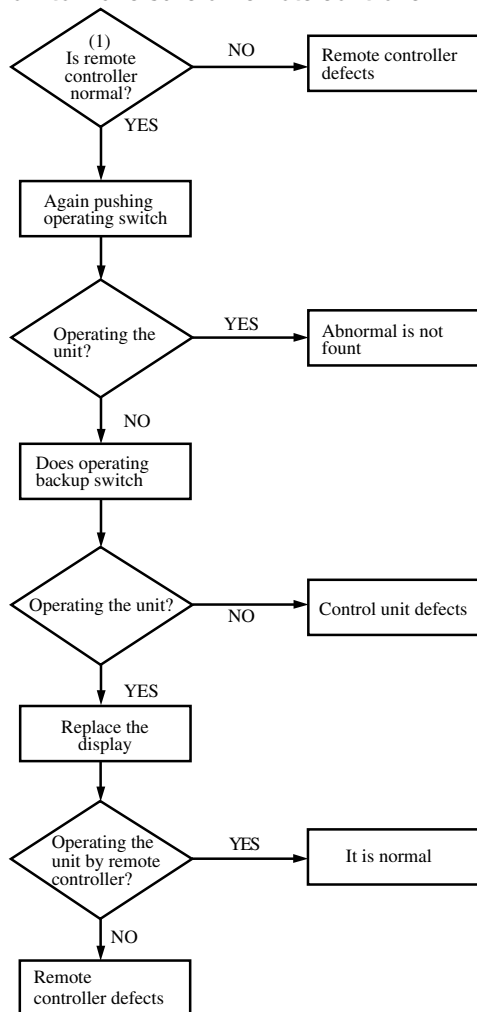 (1)
Is remote
controller
normal?
NO
Remote controller
defects
YES
Again pushing
operating switch
Operating the
unit?
YES
Abnormal is not
fount
NO
Does operating
backup switch
Operating the unit?
NO
Control unit defects
YES
Replace the
display
Operating the
unit by remote
controller?
YES
It is normal
NO
Remote
controller defects